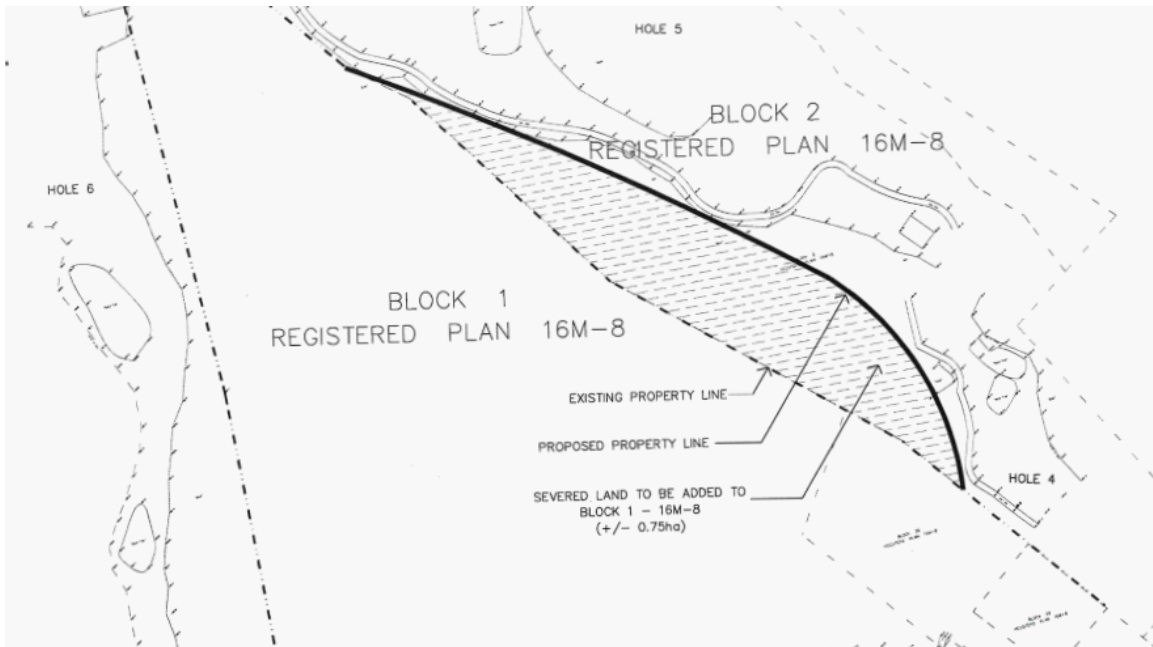 HOLE 5
BLOCK 2
REGISTERED PLAN 16M-8
HOLE 6
BLOCK 1
REGISTERED PLAN 16M-8
EXISTING PROPERTY LINE
PROPOSED PROPERTY LINE
SEVERED LAND TO BE ADDED TO
BLOCK 1 - 16M-8
(+/- 0.75ha)
HOLE 4